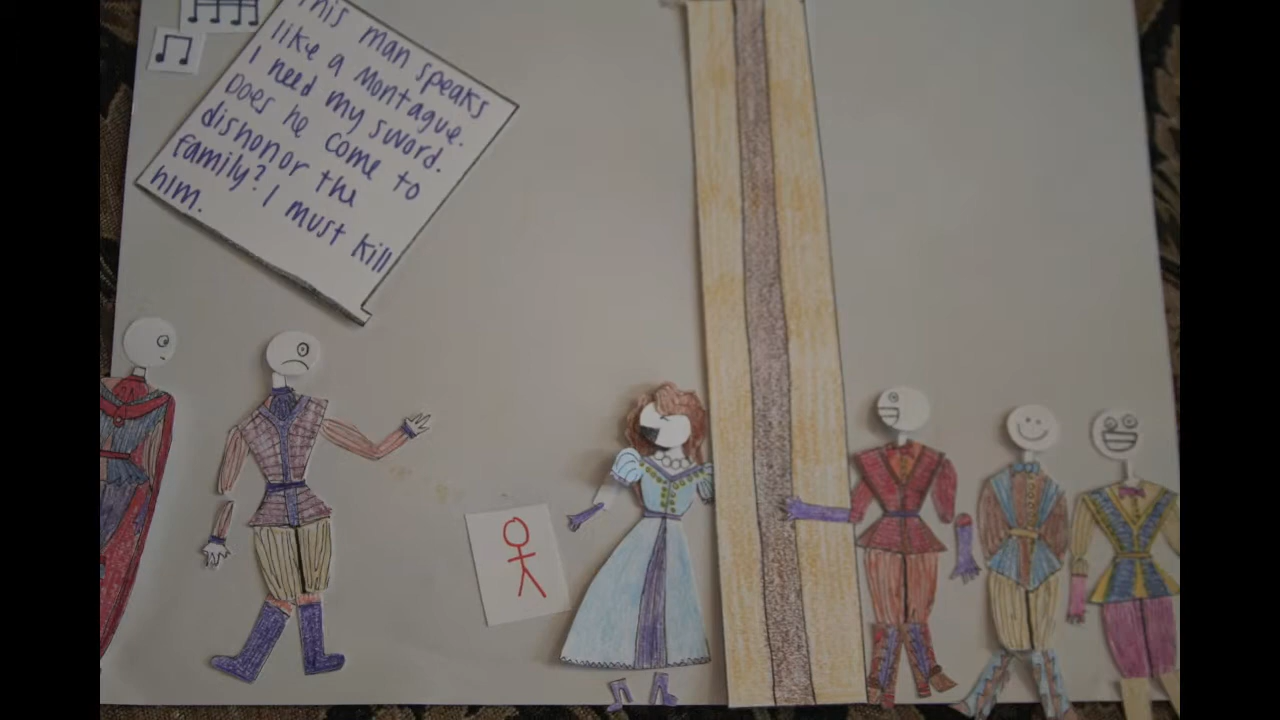 This man speaks
like a Montague.
I need my sword.
Does he come to
dishonor the
family? I must kill
him.